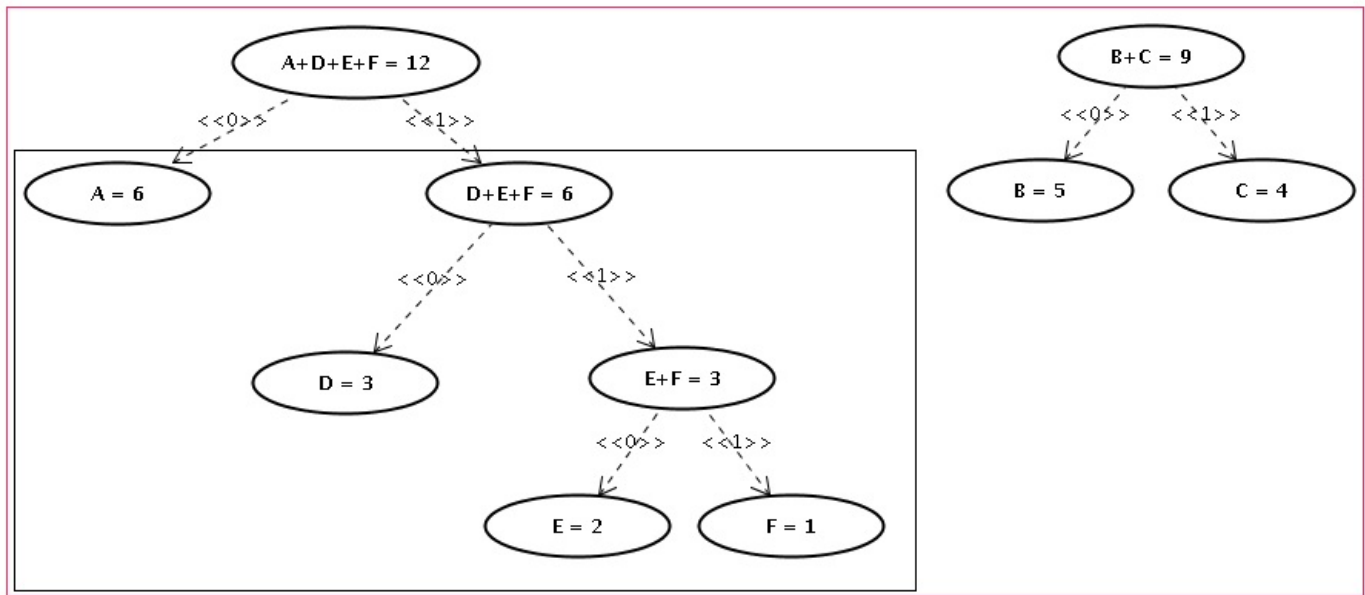 A+D+E+F = 12
B+C = 9
<<0>>
<<1>>
<<0>>
<<1>>
A = 6
D+E+F = 6
B = 5
C = 4
<<0>>
<<1>>
D = 3
E+F = 3
<<0>>
<<1>>
E = 2
F = 1